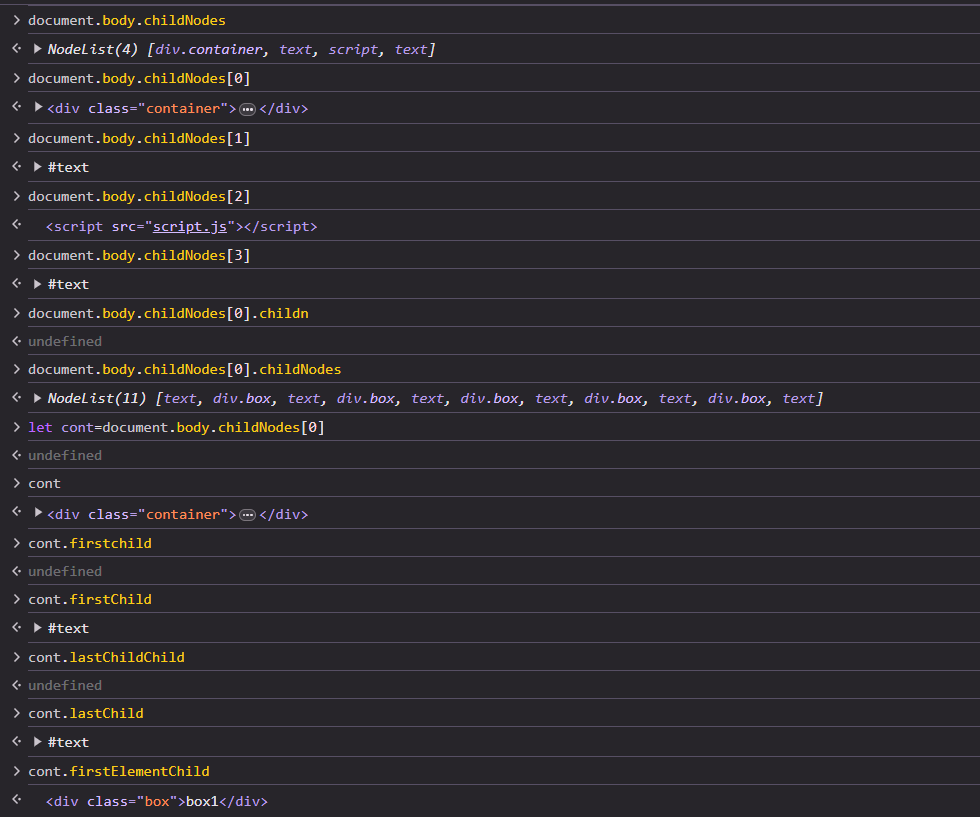 document.body.childNodes
NodeList(4) [div.container, text, script, text]
document.body.childNodes[0]
<div class="container">…</div>
document.body.childNodes[1]
#text
document.body.childNodes[2]
<script src="script.js"></script>
document.body.childNodes[3]
#text
document.body.childNodes[0].childn
undefined
document.body.childNodes[0].childNodes
NodeList(11) [text, div.box, text, div.box, text, div.box, text, div.box, text, div.box, text]
let cont=document.body.childNodes[0]
undefined
cont
<div class="container">…</div>
cont.firstchild
undefined
cont.firstChild
#text
cont.lastChildChild
undefined
cont.lastChild
#text
cont.firstElementChild
<div class="box">box1</div>